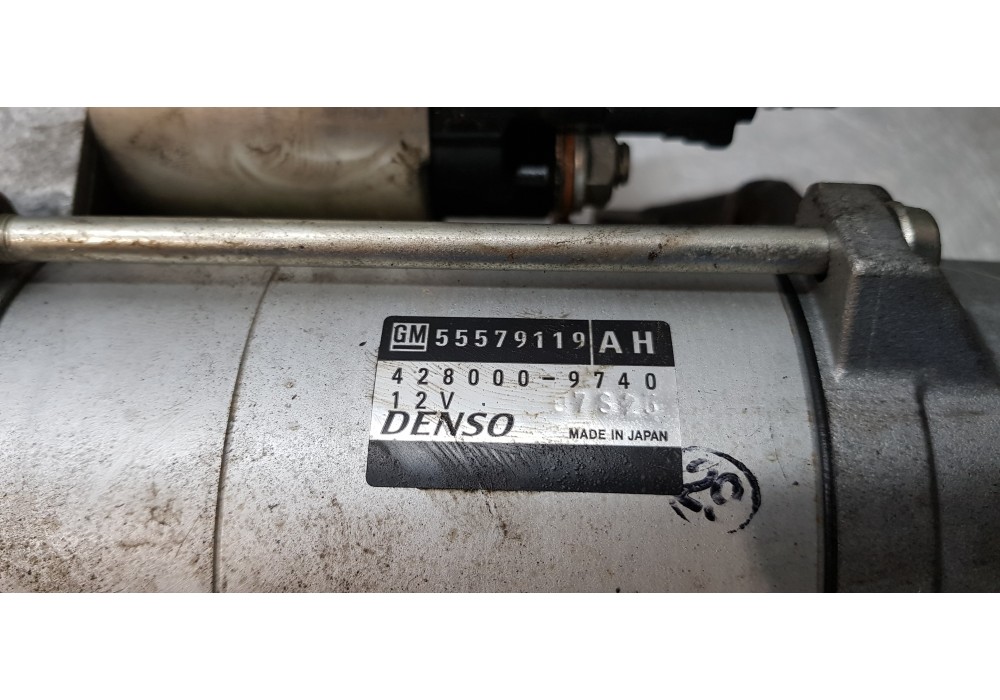 GM 55579119 AH
428000-9740
12V
DENSO MADE IN JAPAN